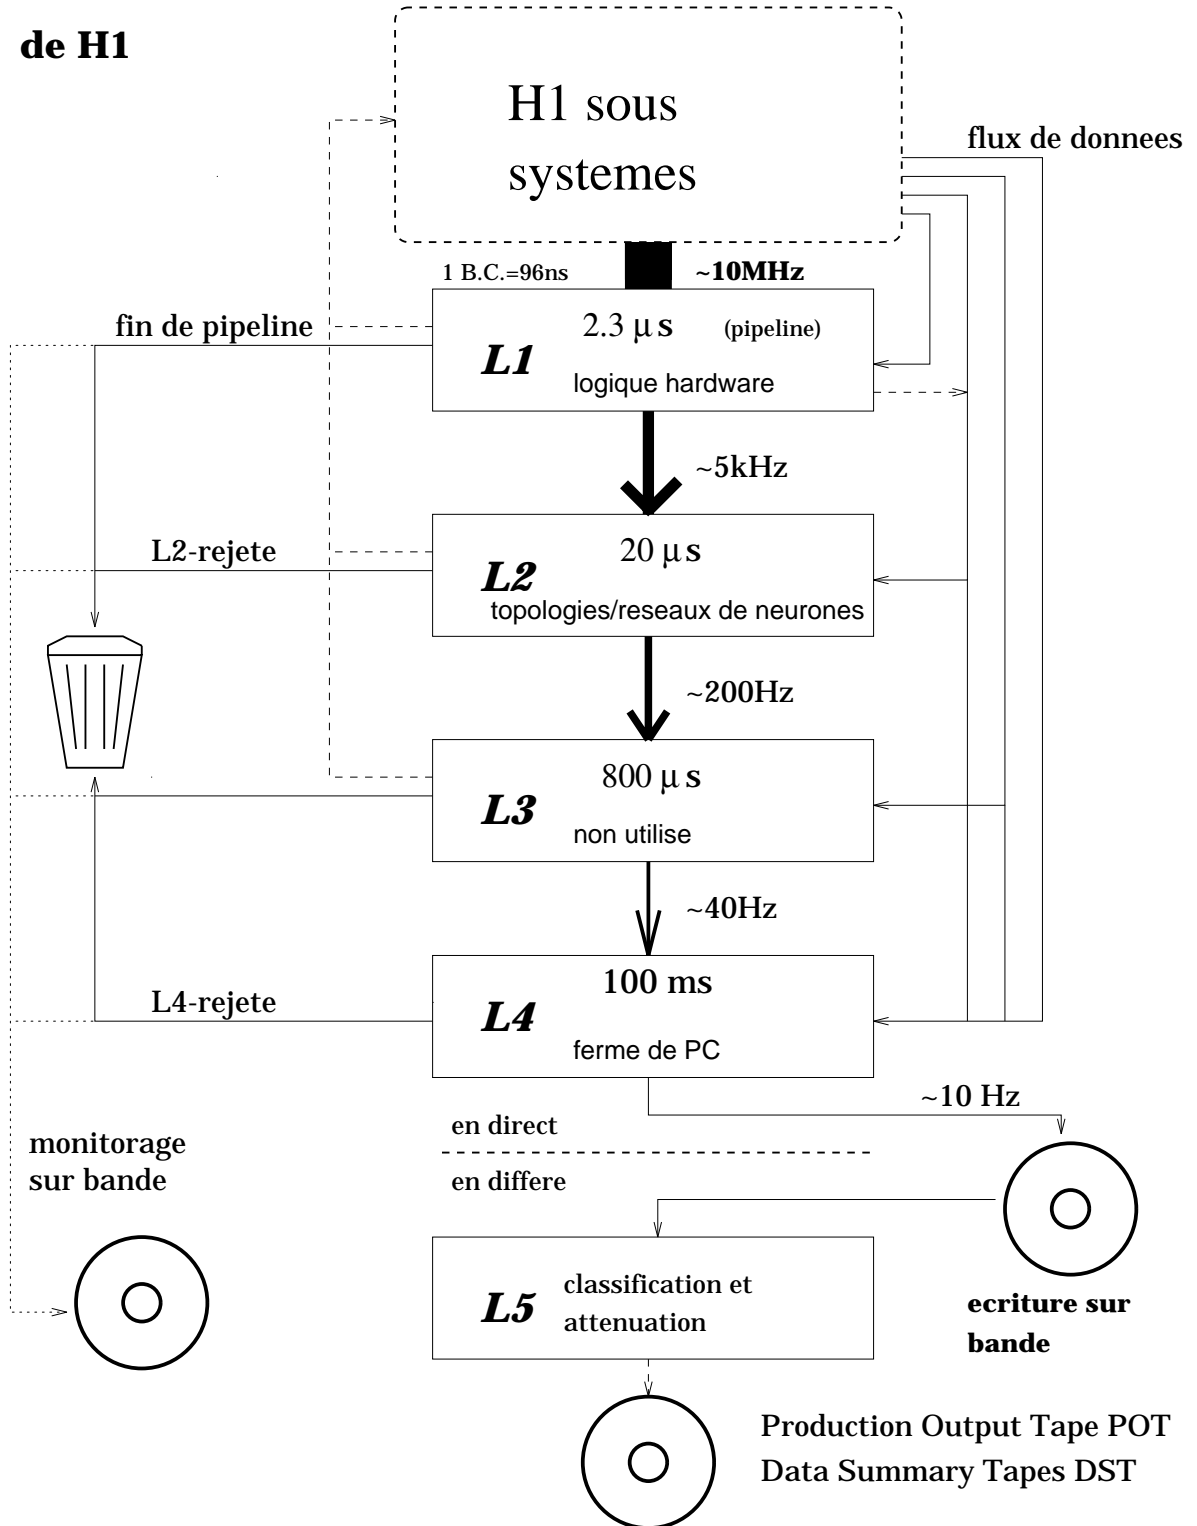 de H1
H1 sous
systemes
flux de donnees
1 B.C.=96ns
~10MHz
fin de pipeline
2.3 μs (pipeline)
L1
logique hardware
~5kHz
L2-rejete
20 μs
L2
topologies/reseaux de neurones
~200Hz
800 μs
L3
non utilise
~40Hz
100 ms
L4-rejete
L4
ferme de PC
~10 Hz
en direct
monitorage
sur bande
en differe
L5
classification et
attenuation
ecriture sur
bande
Production Output Tape POT
Data Summary Tapes DST